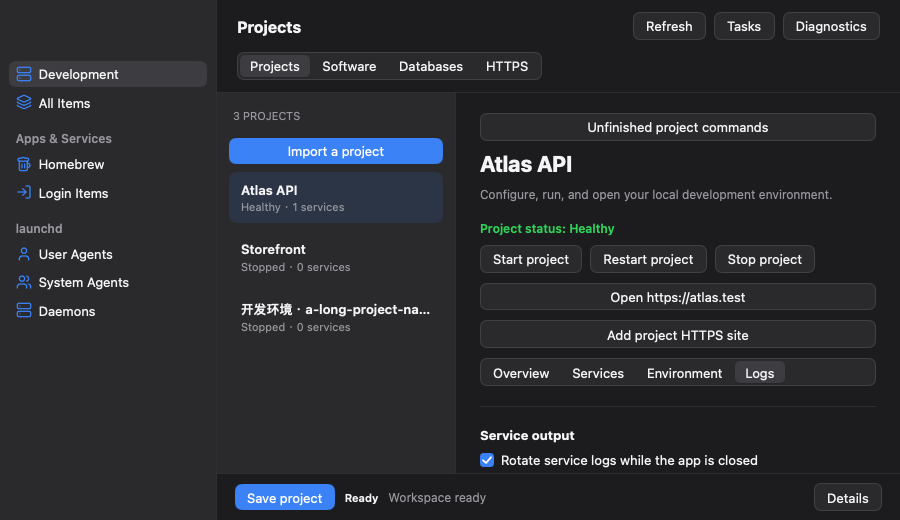 Projects
Refresh
Tasks
Diagnostics
Projects
Software
Databases
HTTPS
Development
All Items
Apps & Services
Homebrew
Login Items
launchd
User Agents
System Agents
Daemons
3 PROJECTS
Import a project
Atlas API
Healthy · 1 services
Storefront
Stopped · 0 services
开发环境 · a-long-project-na...
Stopped · 0 services
Unfinished project commands
Atlas API
Configure, run, and open your local development environment.
Project status: Healthy
Start project
Restart project
Stop project
Open https://atlas.test
Add project HTTPS site
Overview
Services
Environment
Logs
Service output
Rotate service logs while the app is closed
Save project
Ready
Workspace ready
Details